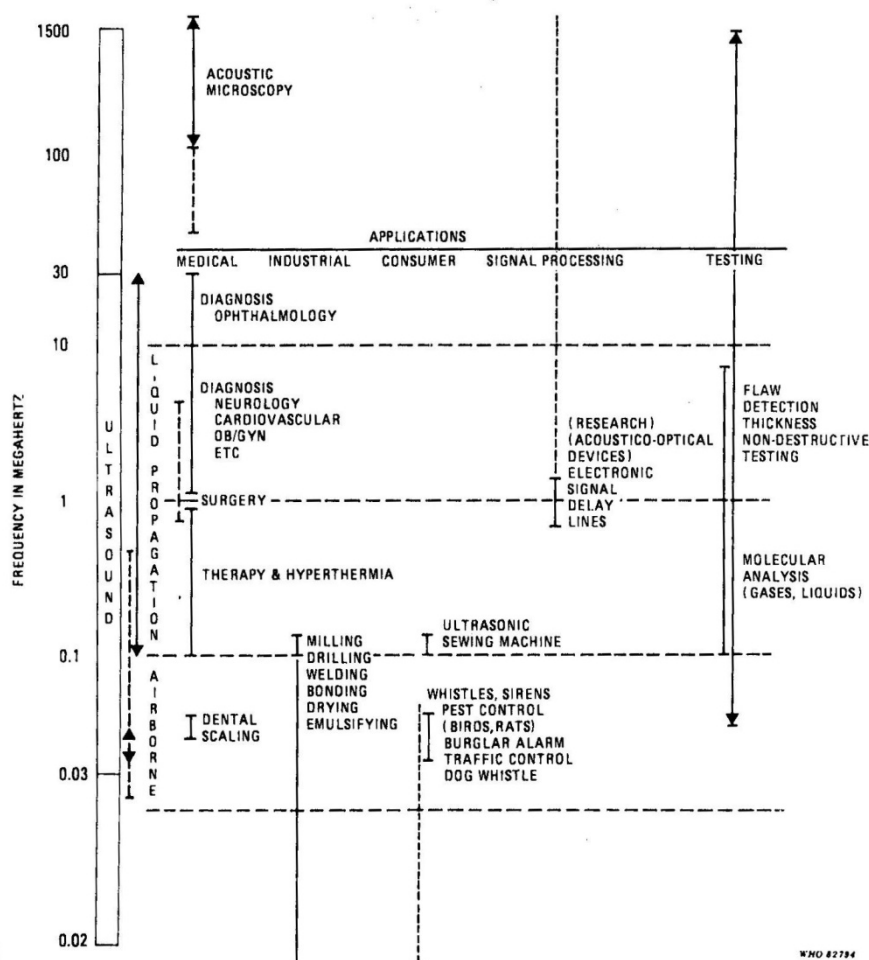 1500
ACOUSTIC
MICROSCOPY
100
APPLICATIONS
MEDICAL INDUSTRIAL CONSUMER SIGNAL PROCESSING TESTING
30
DIAGNOSIS
OPHTHALMOLOGY
10
DIAGNOSIS
NEUROLOGY
CARDIOVASCULAR
OB/GYN
ETC
(RESEARCH)
(ACOUSTICO-OPTICAL
DEVICES)
ELECTRONIC
SIGNAL
DELAY
LINES
FLAW
DETECTION
THICKNESS
NON-DESTRUCTIVE
TESTING
FREQUENCY IN MEGAHERTZ
ULTRASOUND
LIQUID PROPAGATION
1
SURGERY
THERAPY & HYPERTHERMIA
MOLECULAR
ANALYSIS
(GASES, LIQUIDS)
ULTRASONIC
SEWING MACHINE
0.1
MILLING
DRILLING
WELDING
BONDING
DRYING
EMULSIFYING
AIRBORNE
DENTAL
SCALING
WHISTLES, SIRENS
PEST CONTROL
(BIRDS, RATS)
BURGLAR ALARM
TRAFFIC CONTROL
DOG WHISTLE
0.03
0.02
WHO 82794